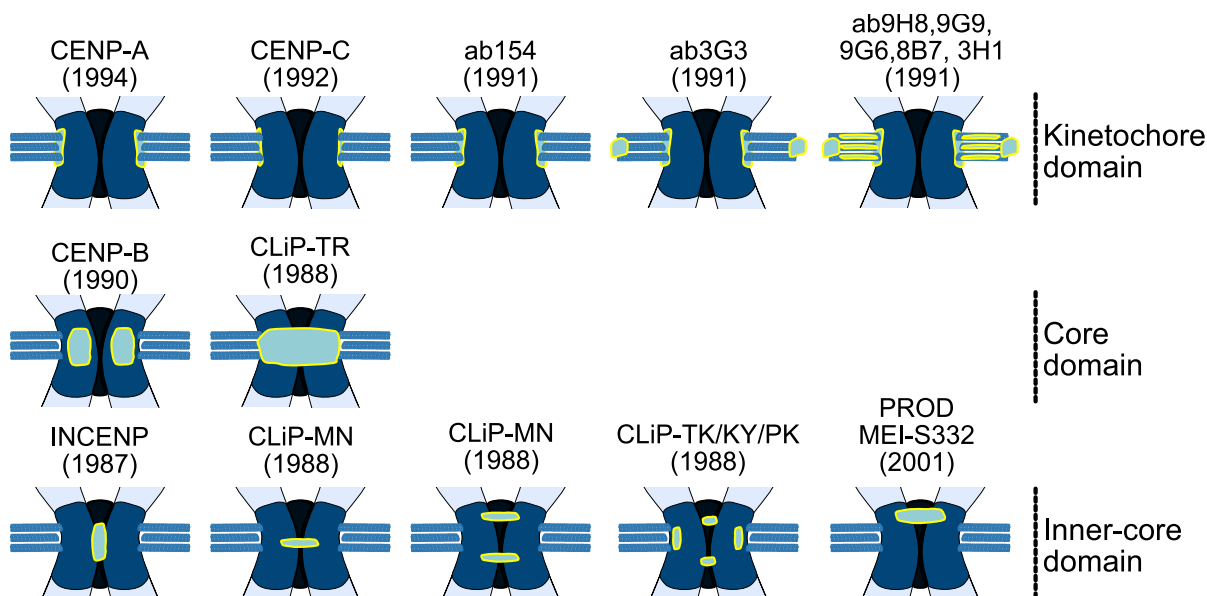 CENP-A
(1994)
CENP-C
(1992)
ab154
(1991)
ab3G3
(1991)
ab9H8,9G9,
9G6,8B7, 3H1
(1991)
Kinetochore
domain
CENP-B
(1990)
CLiP-TR
(1988)
Core
domain
INCENP
(1987)
CLiP-MN
(1988)
CLiP-MN
(1988)
CLiP-TK/KY/PK
(1988)
PROD
MEI-S332
(2001)
Inner-core
domain